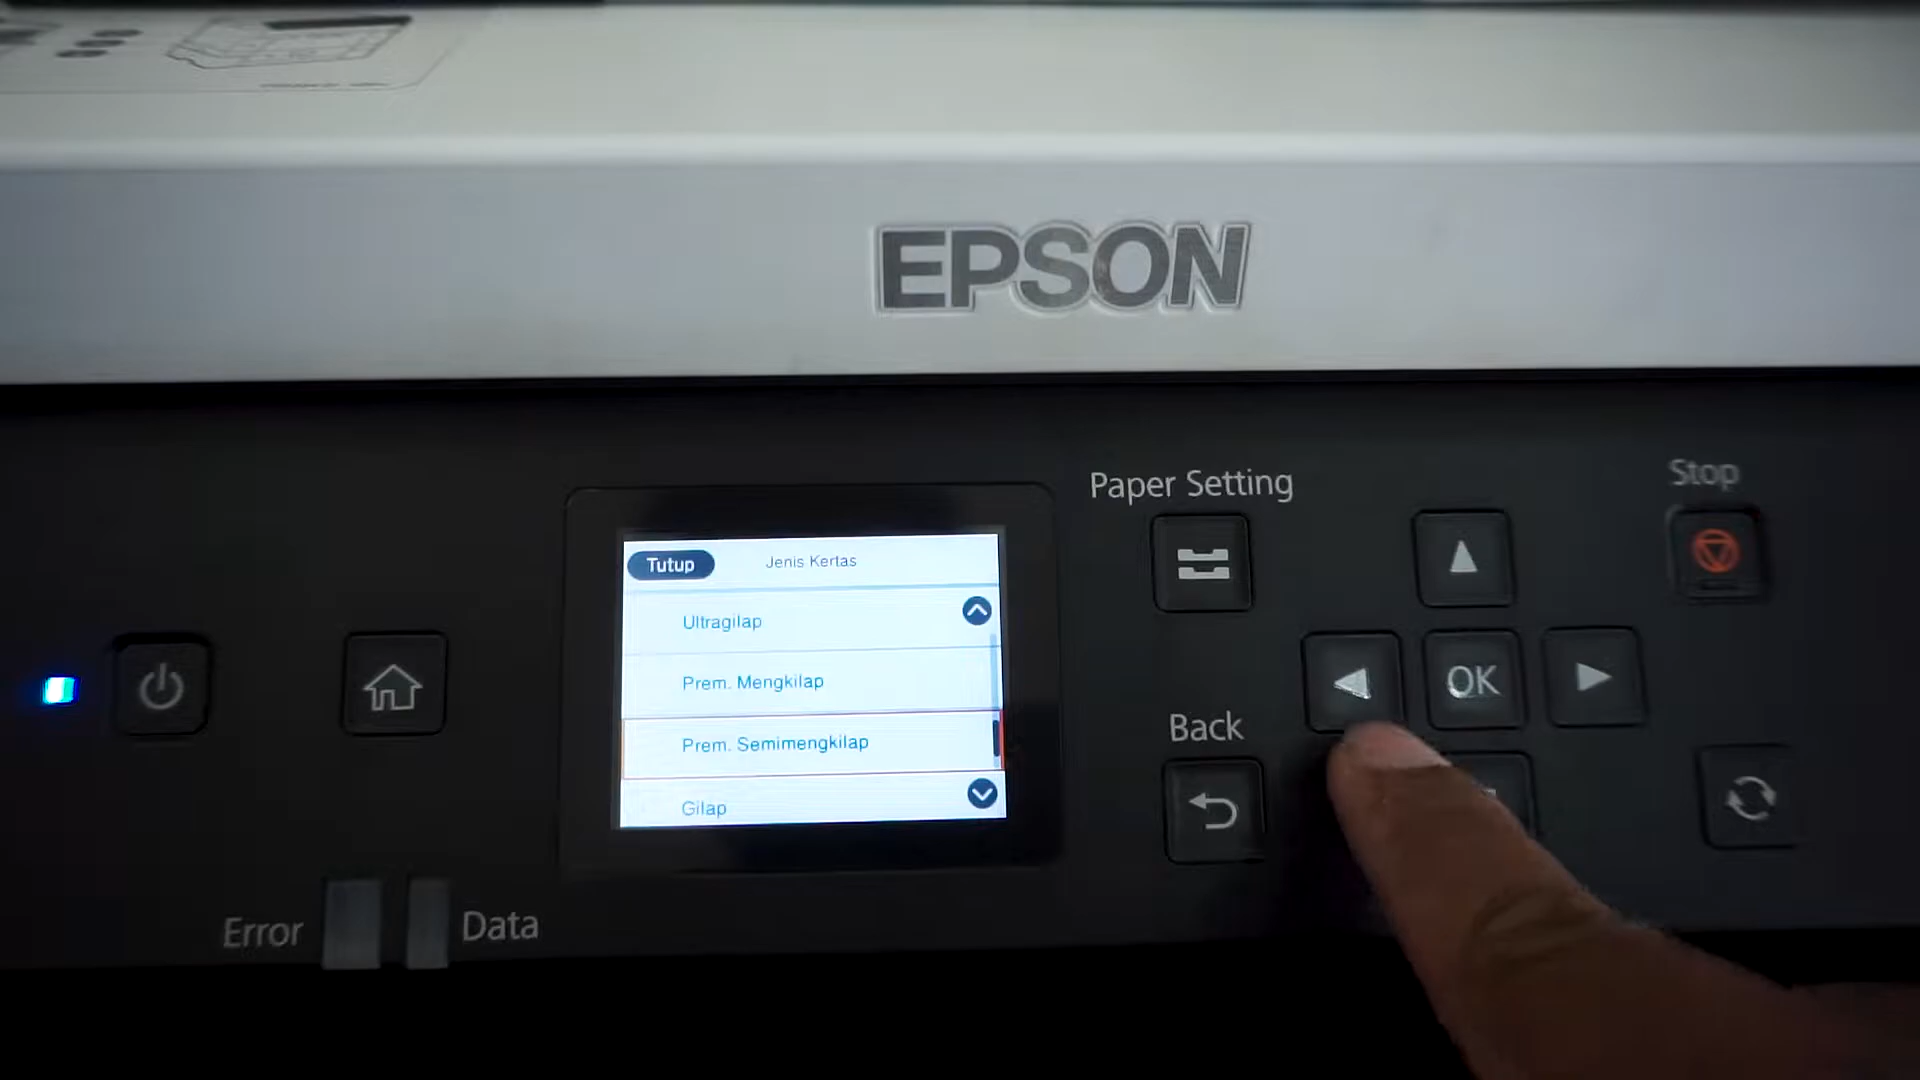 EPSON
Paper Setting
Stop
Tutup
Jenis Kertas
Ultragilap
Prem. Mengkilap
OK
Back
Prem. Semimengkilap
Gilap
Error
Data